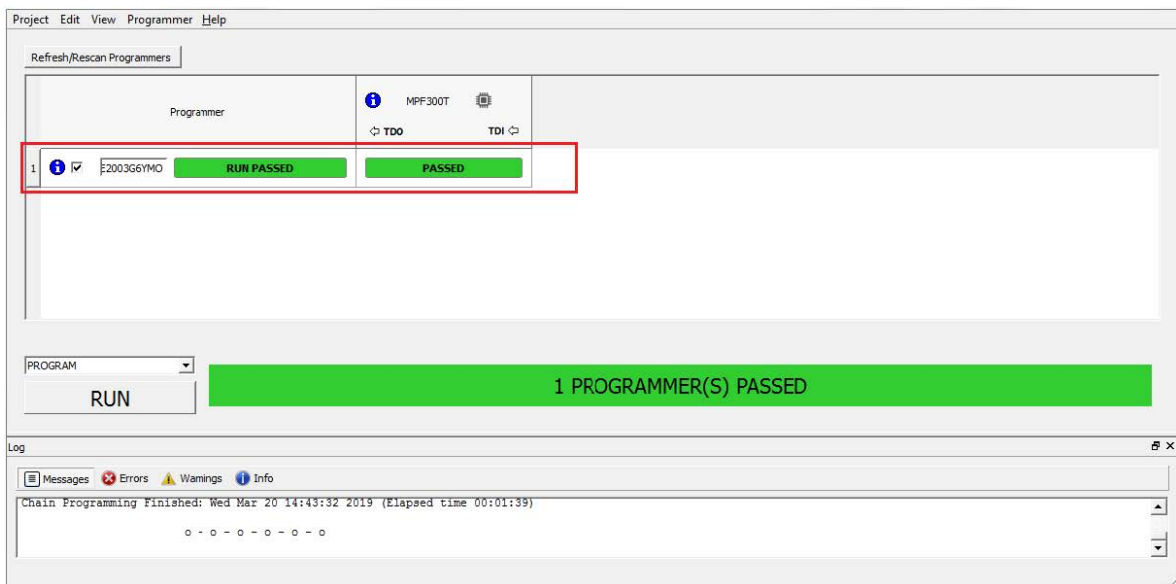 Project Edit View Programmer Help
Refresh/Rescan Programmers
Programmer
MPF300T
TDO TDI
1 E2003G6YMO RUN PASSED PASSED
PROGRAM
RUN
1 PROGRAMMER(S) PASSED
Log
Messages Errors Warnings Info
Chain Programming Finished: Wed Mar 20 14:43:32 2019 (Elapsed time 00:01:39)
o - o - o - o - o - o